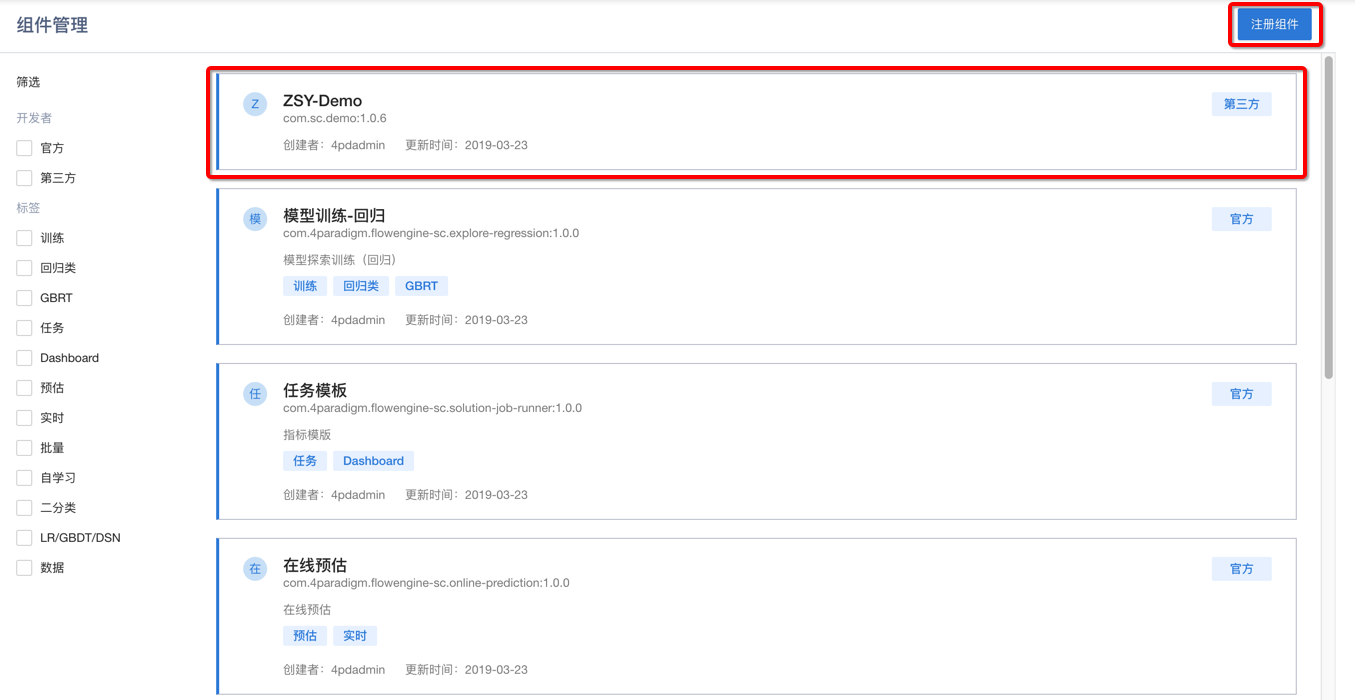 组件管理
注册组件
筛选
开发者
官方
第三方
标签
训练
回归类
GBRT
任务
Dashboard
预估
实时
批量
自学习
二分类
LR/GBDT/DSN
数据
Z
ZSY-Demo
第三方
com.sc.demo:1.0.6
创建者：4pdadmin 更新时间：2019-03-23
模
模型训练-回归
官方
com.4paradigm.flowengine-sc.explore-regression:1.0.0
模型探索训练（回归）
训练 回归类 GBRT
创建者：4pdadmin 更新时间：2019-03-23
任
任务模板
官方
com.4paradigm.flowengine-sc.solution-job-runner:1.0.0
指标模版
任务 Dashboard
创建者：4pdadmin 更新时间：2019-03-23
在
在线预估
官方
com.4paradigm.flowengine-sc.online-prediction:1.0.0
在线预估
预估 实时
创建者：4pdadmin 更新时间：2019-03-23